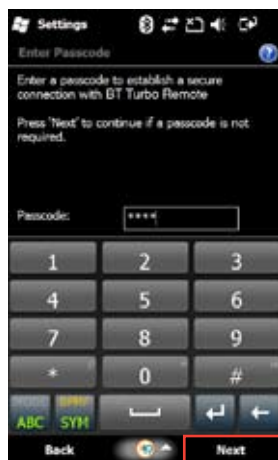 Settings
Enter Passcode
Enter a passcode to establish a secure
connection with BT Turbo Remote
Press 'Next' to continue if a passcode is not
required.
Passcode: ****
1 2 3
4 5 6
7 8 9
* 0 #
ABC SYM
Back Next